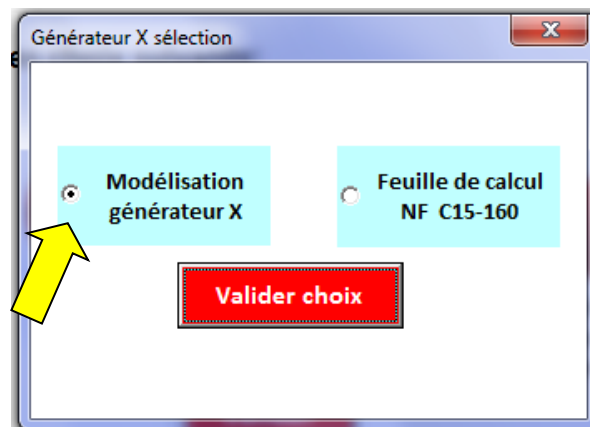 Générateur X sélection
Modélisation
générateur X
Feuille de calcul
NF C15-160
Valider choix